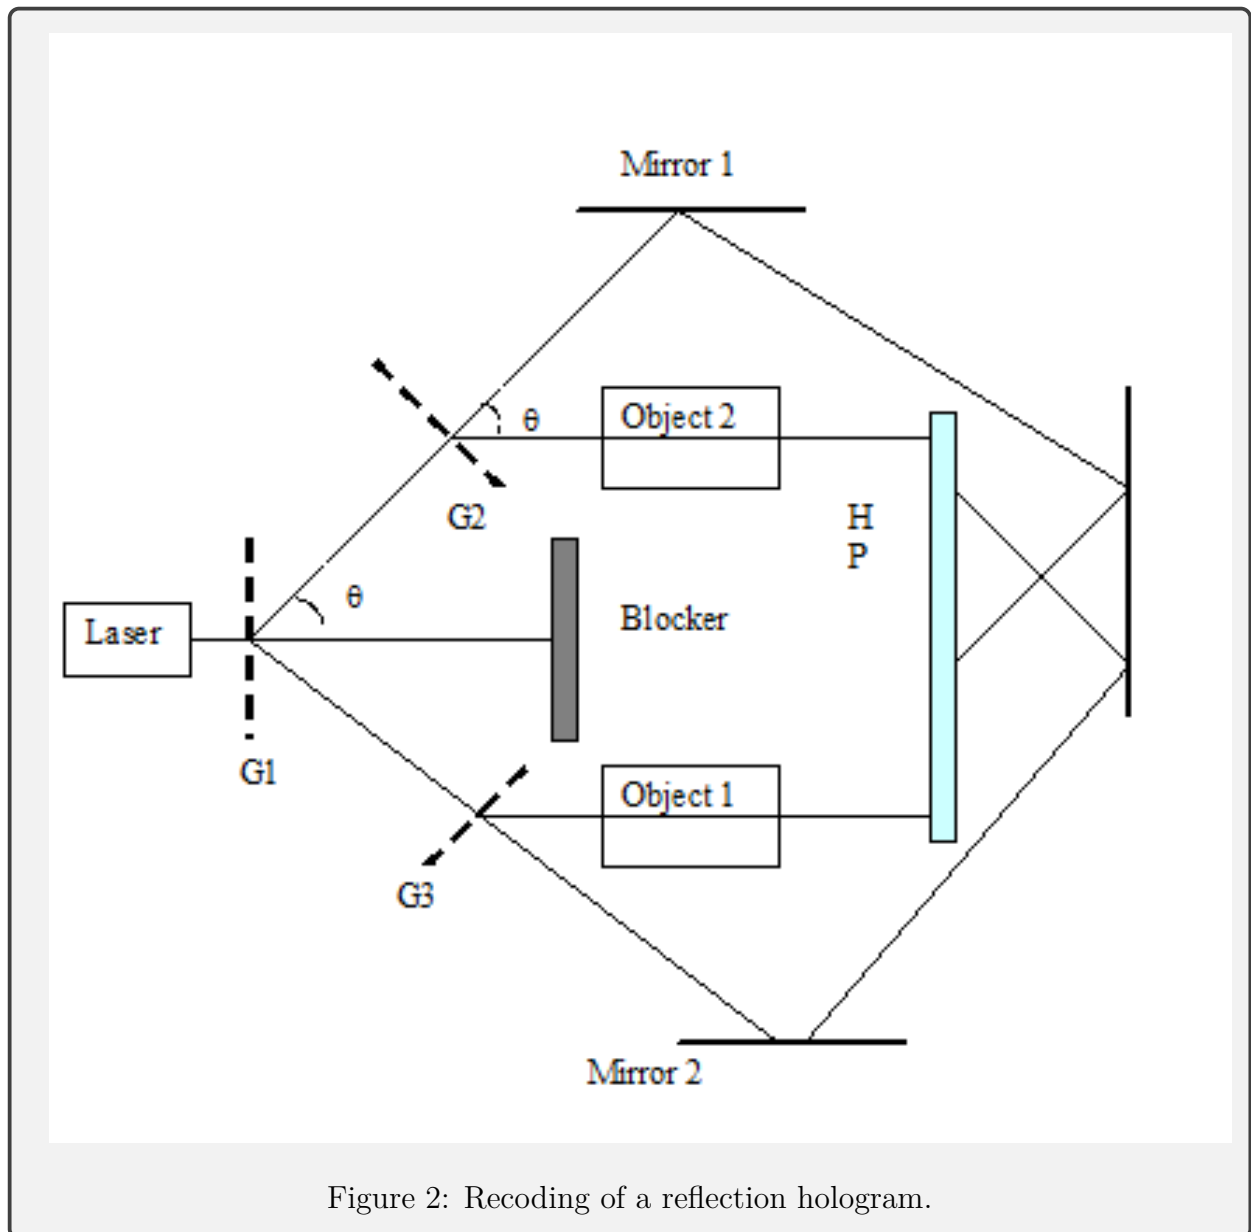 Mirror 1
θ
Object 2
G2
H
P
θ
Laser
Blocker
G1
Object 1
G3
Mirror 2
Figure 2: Recoding of a reflection hologram.